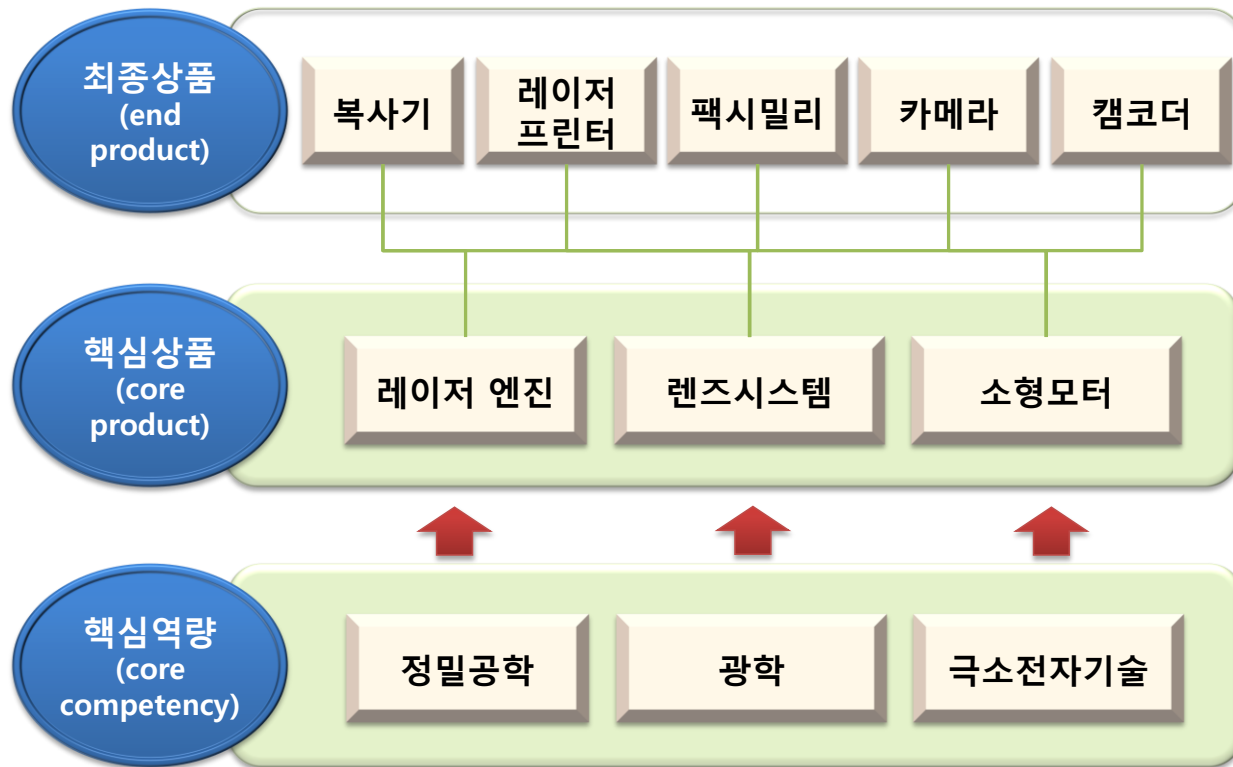 최종상품
(end
product)
복사기
레이저
프린터
팩시밀리
카메라
캠코더
핵심상품
(core
product)
레이저 엔진
렌즈시스템
소형모터
핵심역량
(core
competency)
정밀공학
광학
극소전자기술